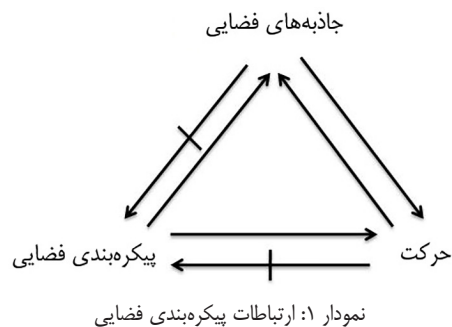 جاذبه‌های فضایی
حرکت
پیکره‌بندی فضایی
نمودار ۱: ارتباطات پیکره‌بندی فضایی